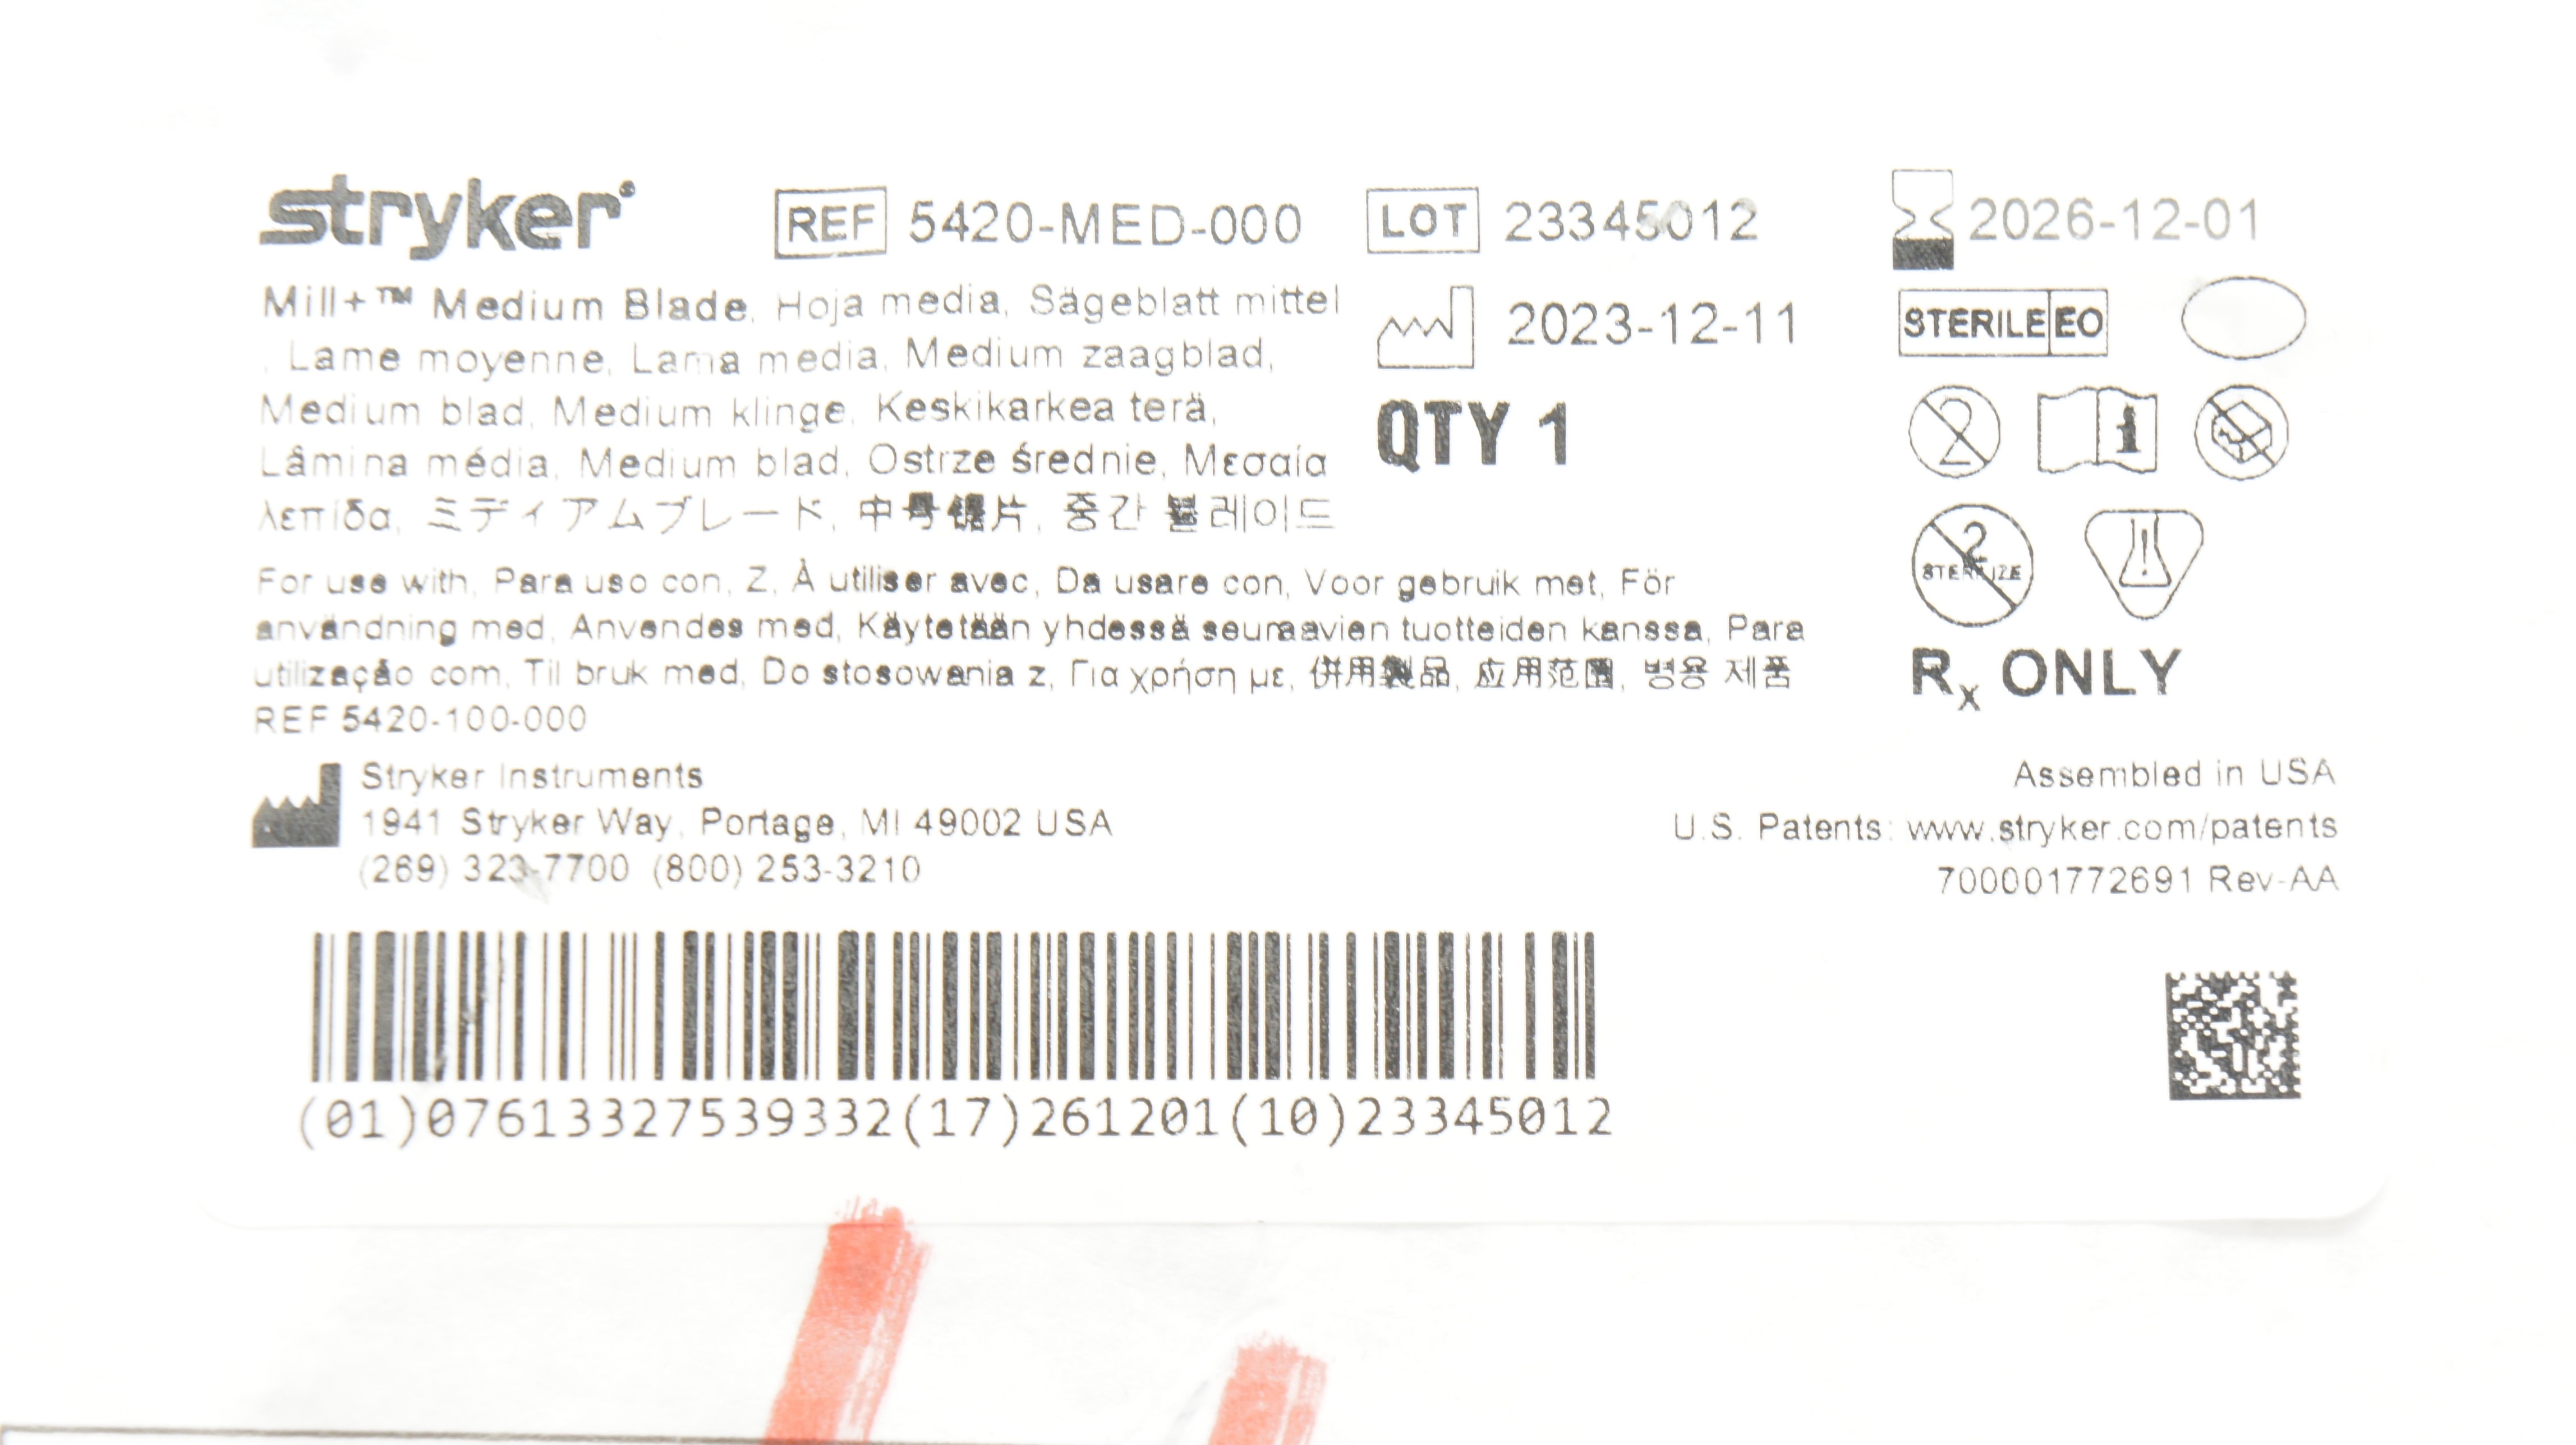 stryker
REF 5420-MED-000
LOT 23345012
2026-12-01
Mill+™ Medium Blade, Hoja media, Sägeblatt mittel
, Lame moyenne, Lama media, Medium zaagblad,
Medium blad, Medium klinge, Keskikarkea terä,
Lâmina média, Medium blad, Ostrze średnie, Μεσαία
λεπίδα, ミディアムブレード, 中号锯片, 중간 블레이드
2023-12-11
QTY 1
STERILE EO
2
i
2
STERILIZE
Rx ONLY
For use with, Para uso con, Z, À utiliser avec, Da usare con, Voor gebruik met, För
användning med, Anvendes med, Käytetään yhdessä seuraavien tuotteiden kanssa, Para
utilização com, Til bruk med, Do stosowania z, Για χρήση με, 併用製品, 应用范围, 병용 제품
REF 5420-100-000
Stryker Instruments
1941 Stryker Way, Portage, MI 49002 USA
(269) 323-7700 (800) 253-3210
Assembled in USA
U.S. Patents: www.stryker.com/patents
700001772691 Rev-AA
(01)07613327539332(17)261201(10)23345012